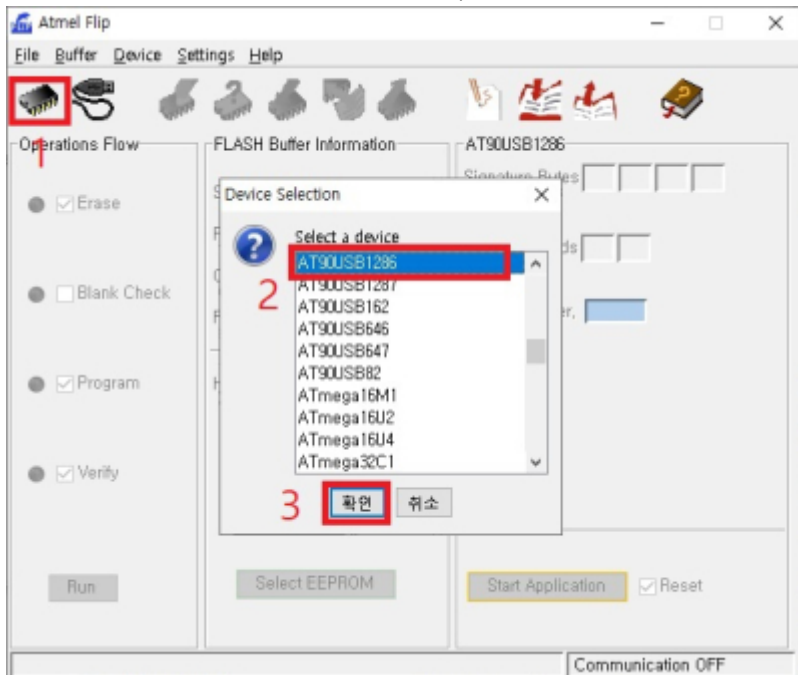 Atmel Flip
File Buffer Device Settings Help
1
Operations Flow
FLASH Buffer Information
AT90USB1286
Signature Bytes
Erase
Device Selection
Select a device
AT90USB1286
2
AT90USB1287
Blank Check
AT90USB162
AT90USB646
AT90USB647
AT90USB82
Program
ATmega16M1
ATmega16U2
ATmega16U4
ATmega32C1
Verify
3
확인
취소
Run
Select EEPROM
Start Application
Reset
Communication OFF